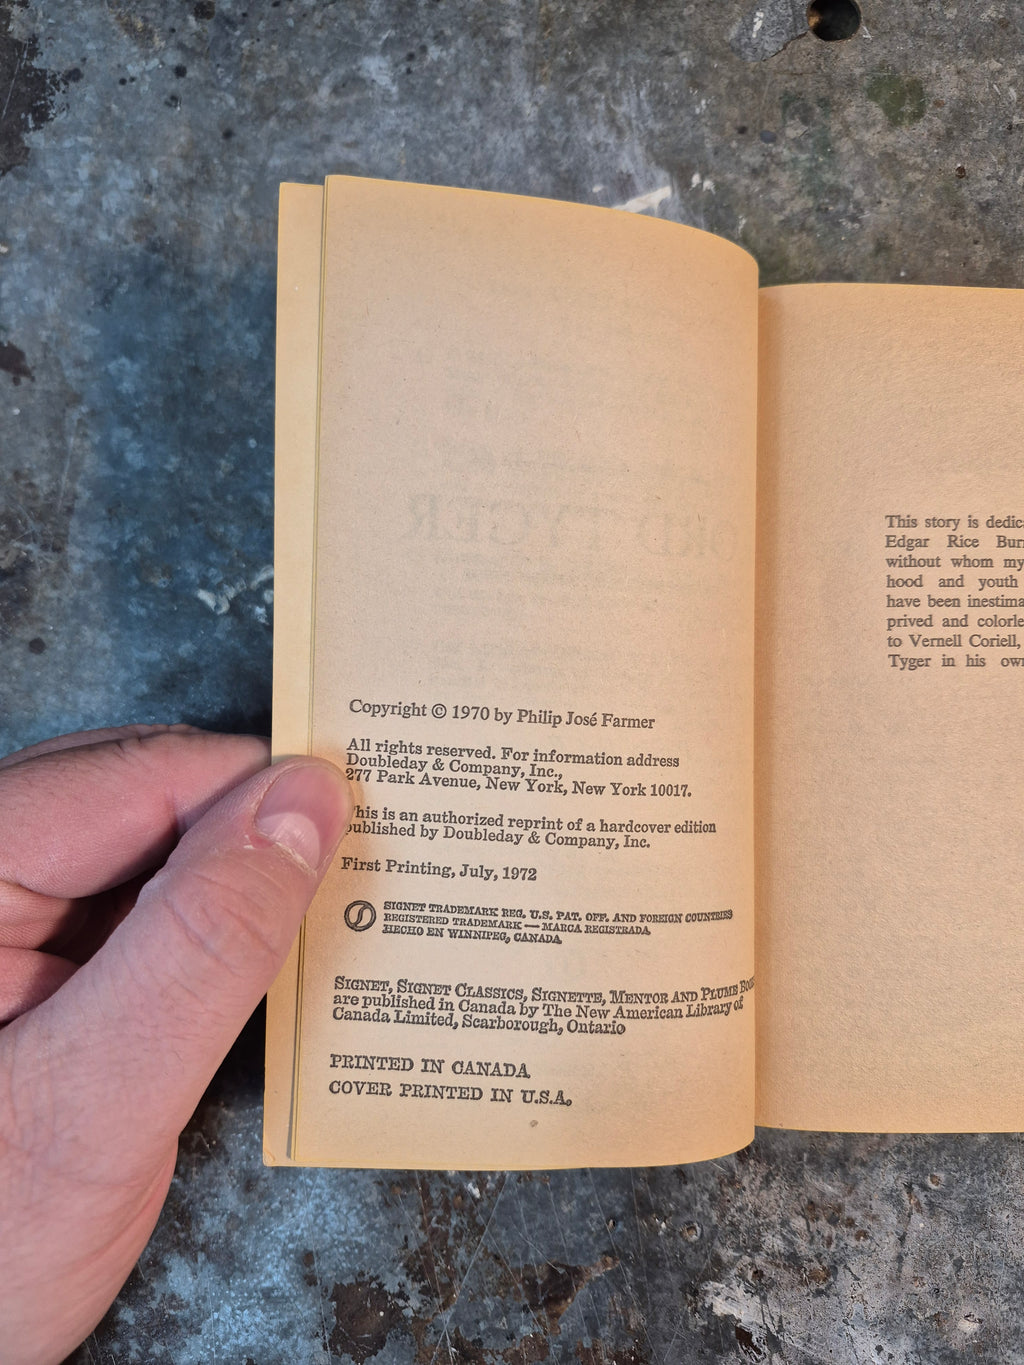 Copyright © 1970 by Philip José Farmer
All rights reserved. For information address
Doubleday & Company, Inc.,
277 Park Avenue, New York, New York 10017.
This is an authorized reprint of a hardcover edition
published by Doubleday & Company, Inc.
First Printing, July, 1972
SIGNET TRADEMARK REG. U.S. PAT. OFF. AND FOREIGN COUNTRIES
REGISTERED TRADEMARK — MARCA REGISTRADA
HECHO EN WINNIPEG, CANADA
SIGNET, SIGNET CLASSICS, SIGNETTE, MENTOR AND PLUME
are published in Canada by The New American Library of
Canada Limited, Scarborough, Ontario
PRINTED IN CANADA
COVER PRINTED IN U.S.A.
This story is
Edgar Rice
without whom my
hood and youth
have been
prived and
to Vernell Coriell,
Tyger in his